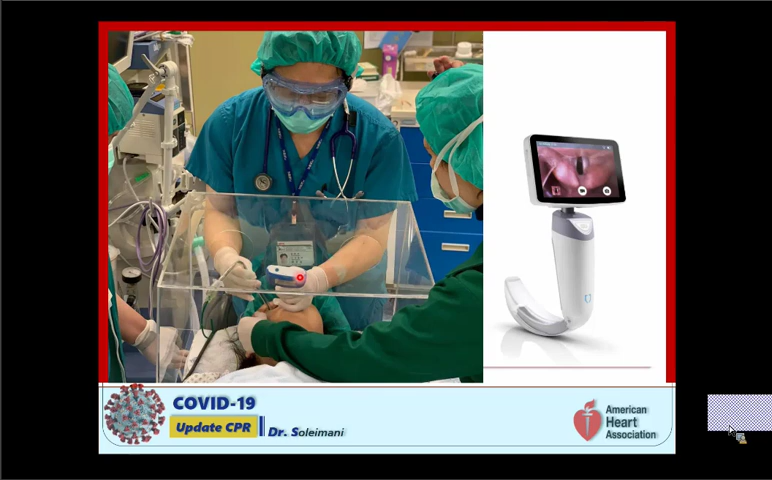 COVID-19
Update CPR
Dr. Soleimani
American
Heart
Association